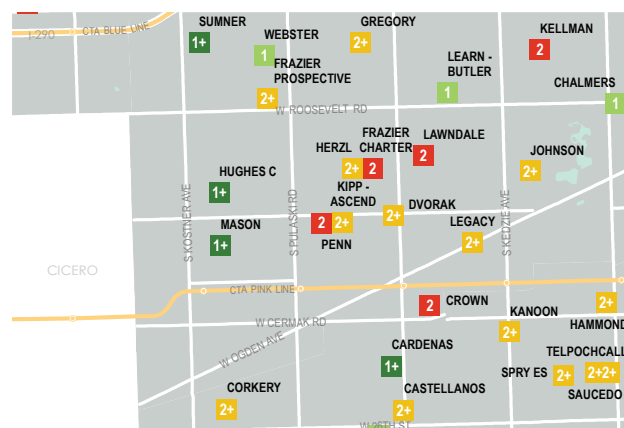 SUMNER
GREGORY
WEBSTER
KELLMAN
I-290
CTA BLUE LINE
1+
1
2+
2
FRAZIER
PROSPECTIVE
LEARN -
BUTLER
CHALMERS
2+
1
1
W ROOSEVELT RD
FRAZIER
CHARTER
LAWNDALE
HERZL
JOHNSON
2+
2
2
2+
HUGHES C
1+
KIPP -
ASCEND
DVORAK
S KOSTNER AVE
S PULASKI RD
S KEDZIE AVE
MASON
2
2+
2+
LEGACY
1+
PENN
2+
CICERO
CTA PINK LINE
CROWN
2
KANOON
2+
HAMMOND
W CERMAK RD
2+
W OGDEN AVE
CARDENAS
TELPOCHCALL
1+
SPRY ES
2+
2+2+
CORKERY
CASTELLANOS
SAUCEDO
2+
2+
W 26TH ST